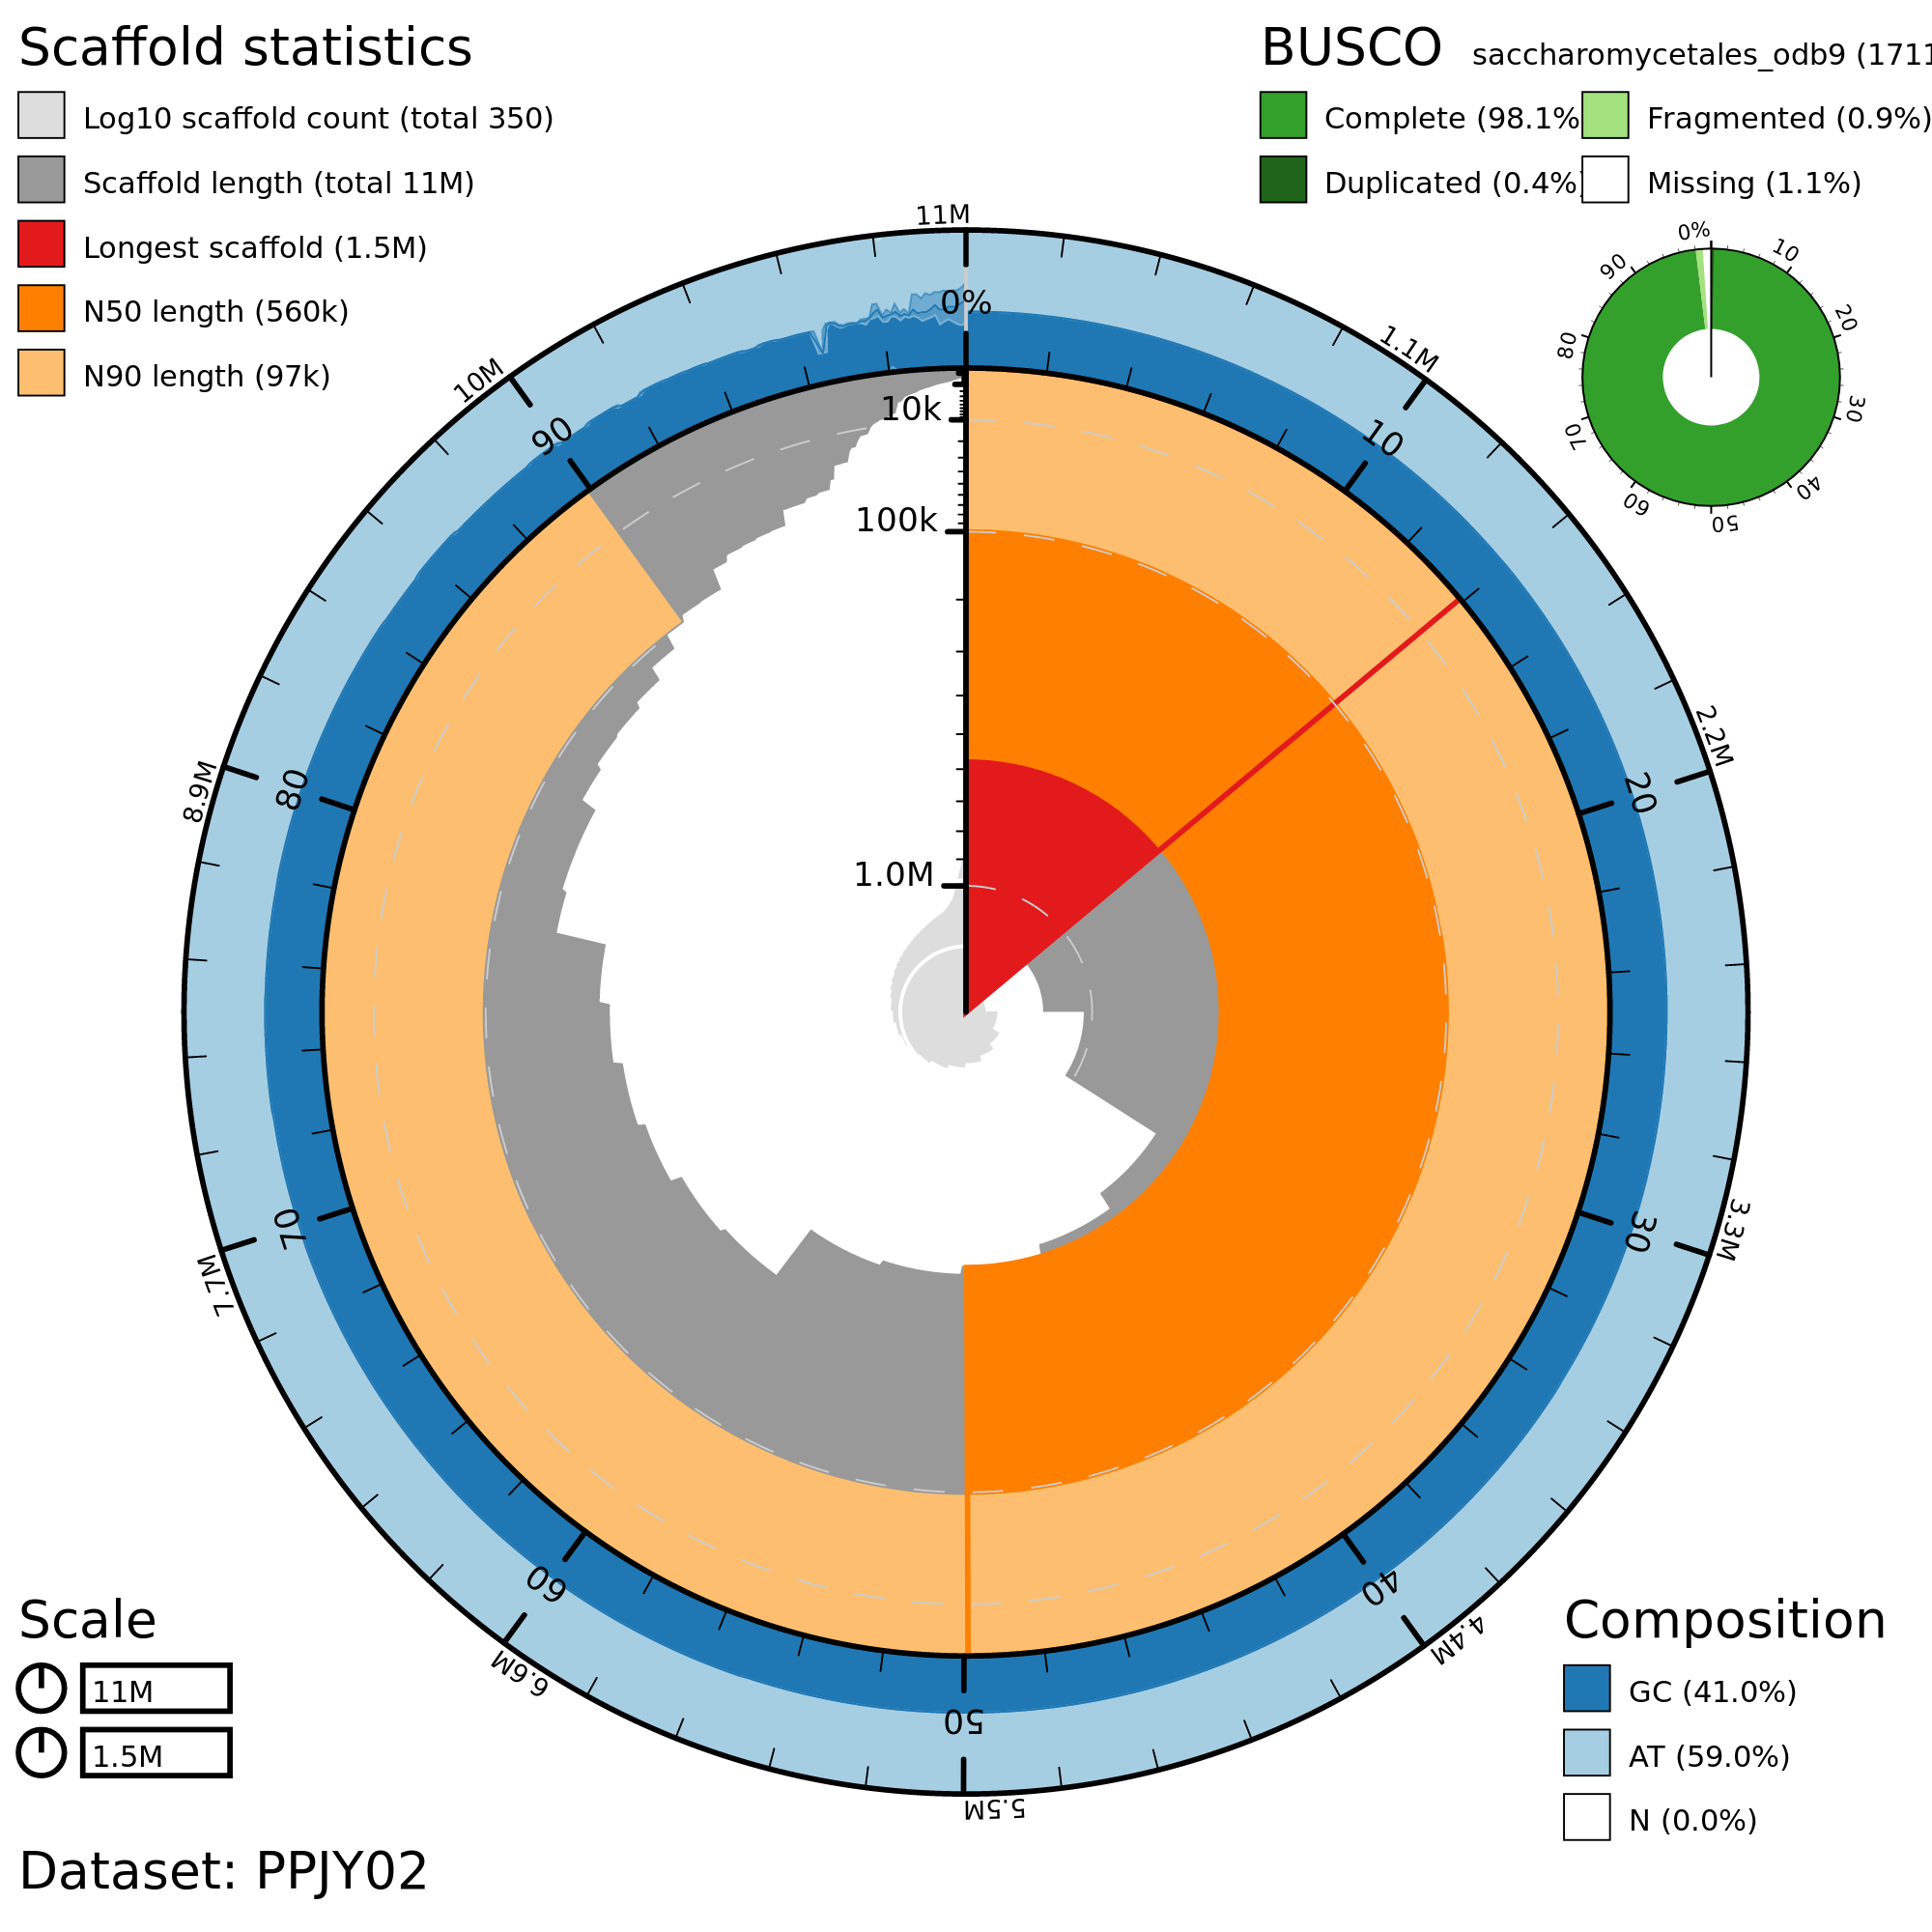 Scaffold statistics
Log10 scaffold count (total 350)
Scaffold length (total 11M)
Longest scaffold (1.5M)
N50 length (560k)
N90 length (97k)
BUSCO saccharomycetales_odb9 (1711
Complete (98.1%
Fragmented (0.9%)
Duplicated (0.4%)
Missing (1.1%)
0%
10
20
30
40
50
60
70
80
90
11M
1.1M
2.2M
3.3M
4.4M
5.5M
6.6M
7.7M
8.9M
10M
0%
10
20
30
40
50
60
70
80
90
10k
100k
1.0M
Scale
11M
1.5M
Composition
GC (41.0%)
AT (59.0%)
N (0.0%)
Dataset: PPJY02